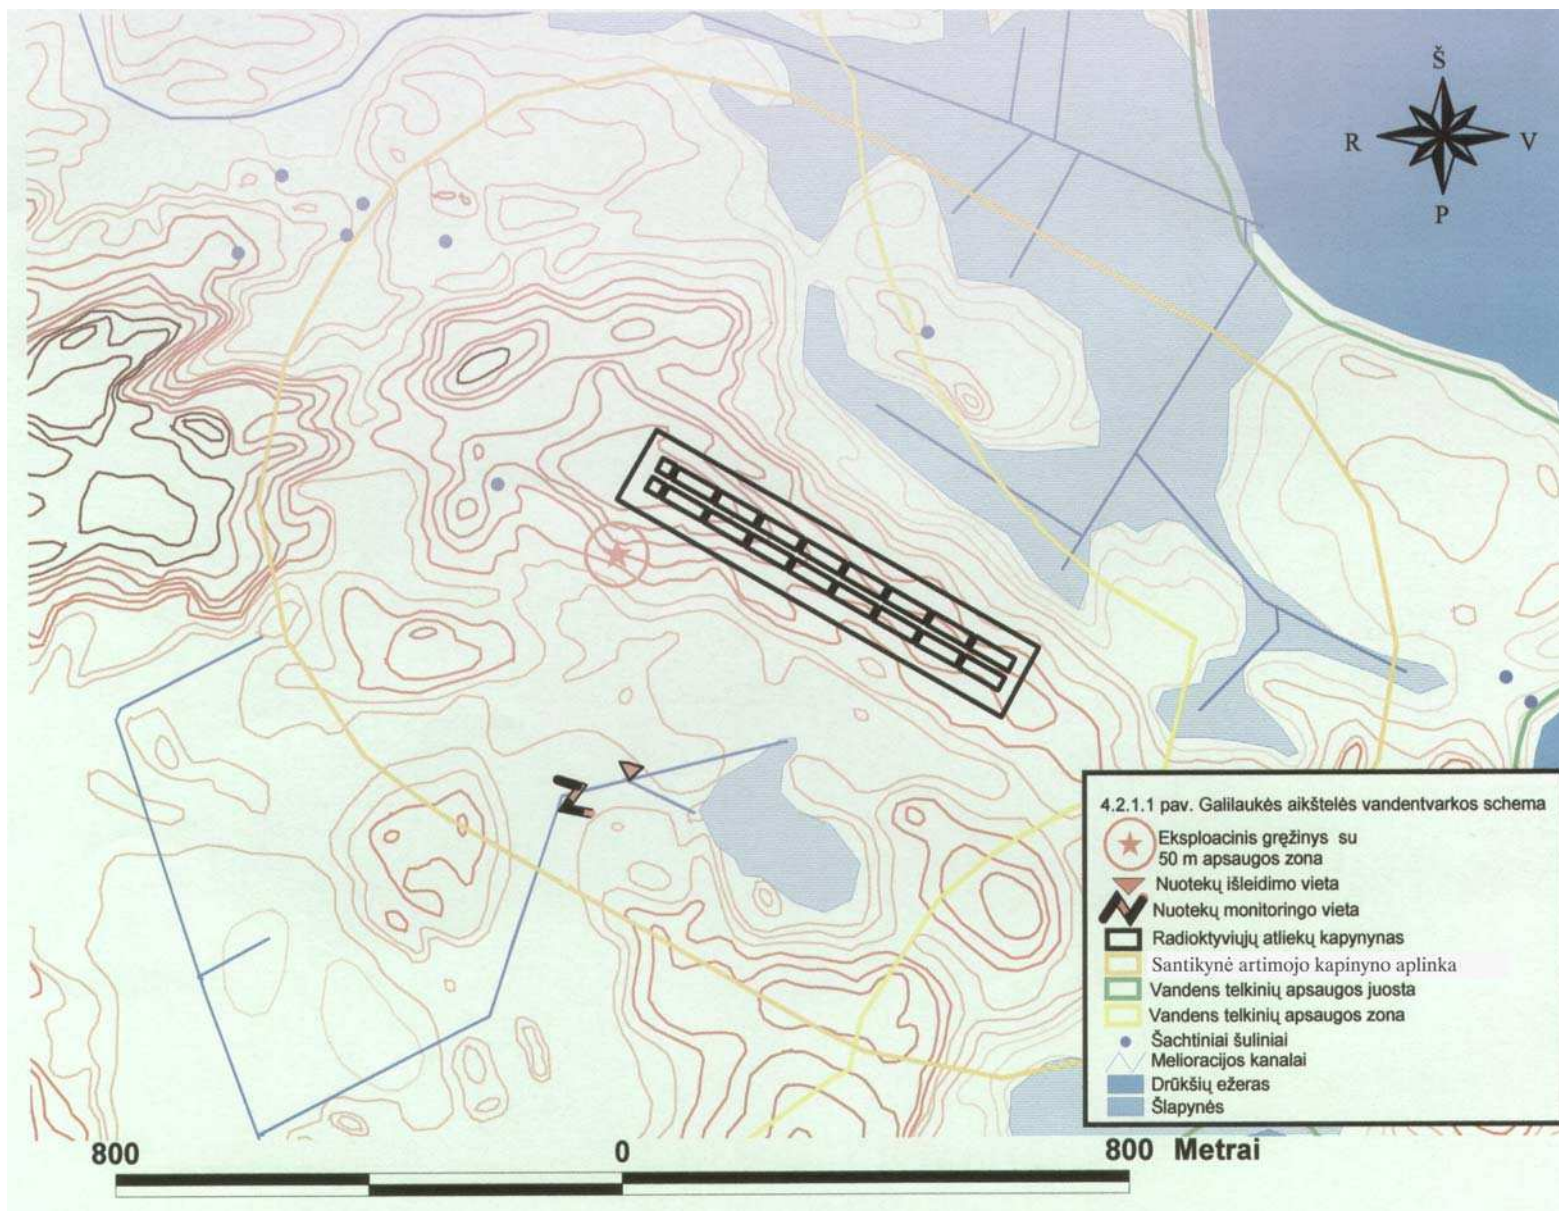 Š
R
V
P
4.2.1.1 pav. Galilaukės aikštelės vandentvarkos schema
Eksploacinis gręžinys su
50 m apsaugos zona
Nuotekų išleidimo vieta
Nuotekų monitoringo vieta
Radioktyviųjų atliekų kapynynas
Santikynė artimojo kapinyno aplinka
Vandens telkinių apsaugos juosta
Vandens telkinių apsaugos zona
Šachtiniai šuliniai
Melioracijos kanalai
Drūkšių ežeras
Šlapynės
800
0
800 Metrai